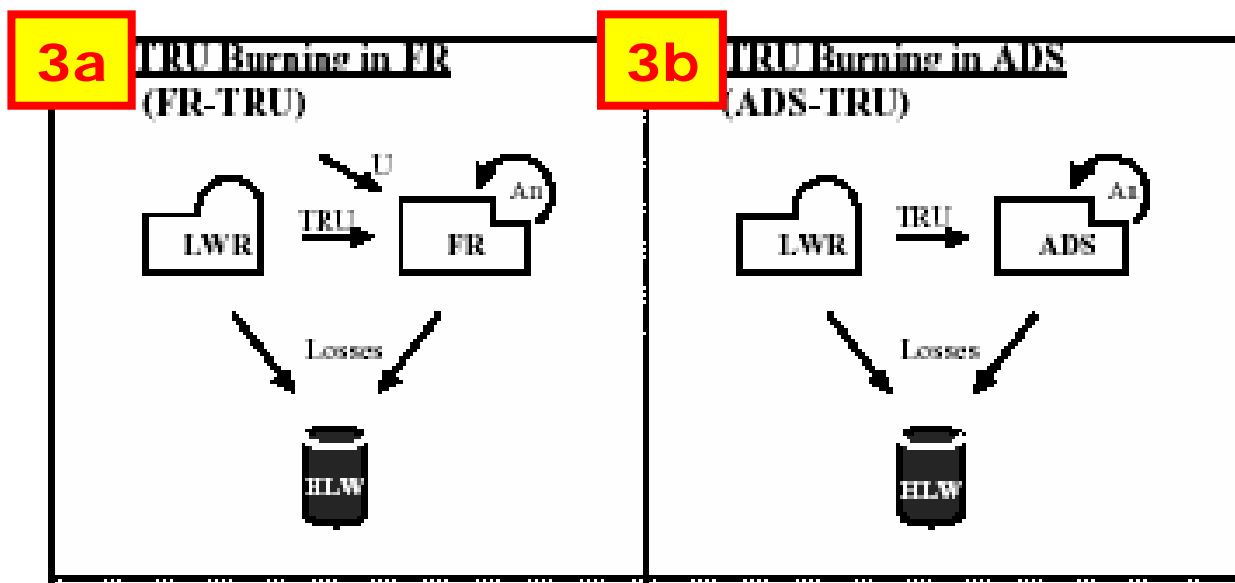 3a
TRU Burning in FR
(FR-TRU)
U
An
TRU
LWR
FR
Losses
HLW
3b
TRU Burning in ADS
(ADS-TRU)
An
TRU
LWR
ADS
Losses
HLW